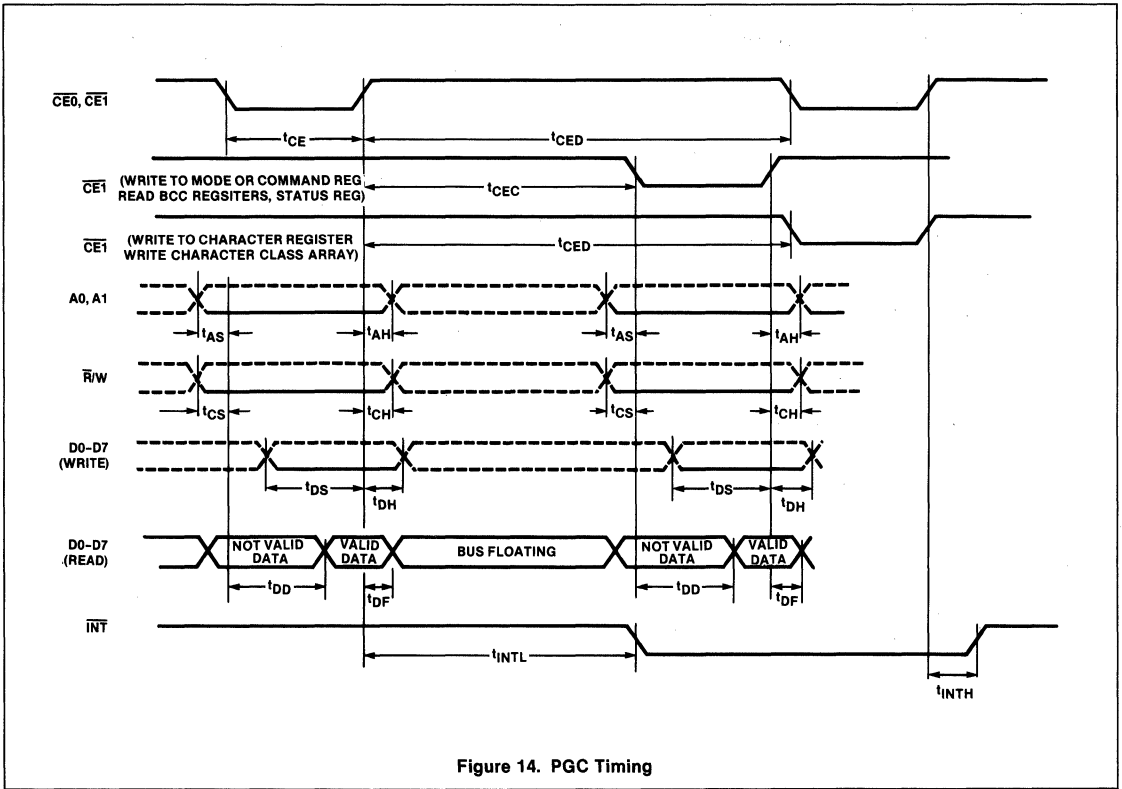 CE0, CE1
tCE
tCED
CE1 (WRITE TO MODE OR COMMAND REG
READ BCC REGSITERS, STATUS REG)
tCEC
CE1 (WRITE TO CHARACTER REGISTER
WRITE CHARACTER CLASS ARRAY)
tCED
A0, A1
tAS
tAH
tAS
tAH
R/W
tCS
tCH
tCS
tCH
D0-D7
(WRITE)
tDS
tDH
tDS
tDH
D0-D7
(READ)
NOT VALID
DATA
VALID
DATA
BUS FLOATING
NOT VALID
DATA
VALID
DATA
tDD
tDF
tDD
tDF
INT
tINTL
tINTH
Figure 14. PGC Timing